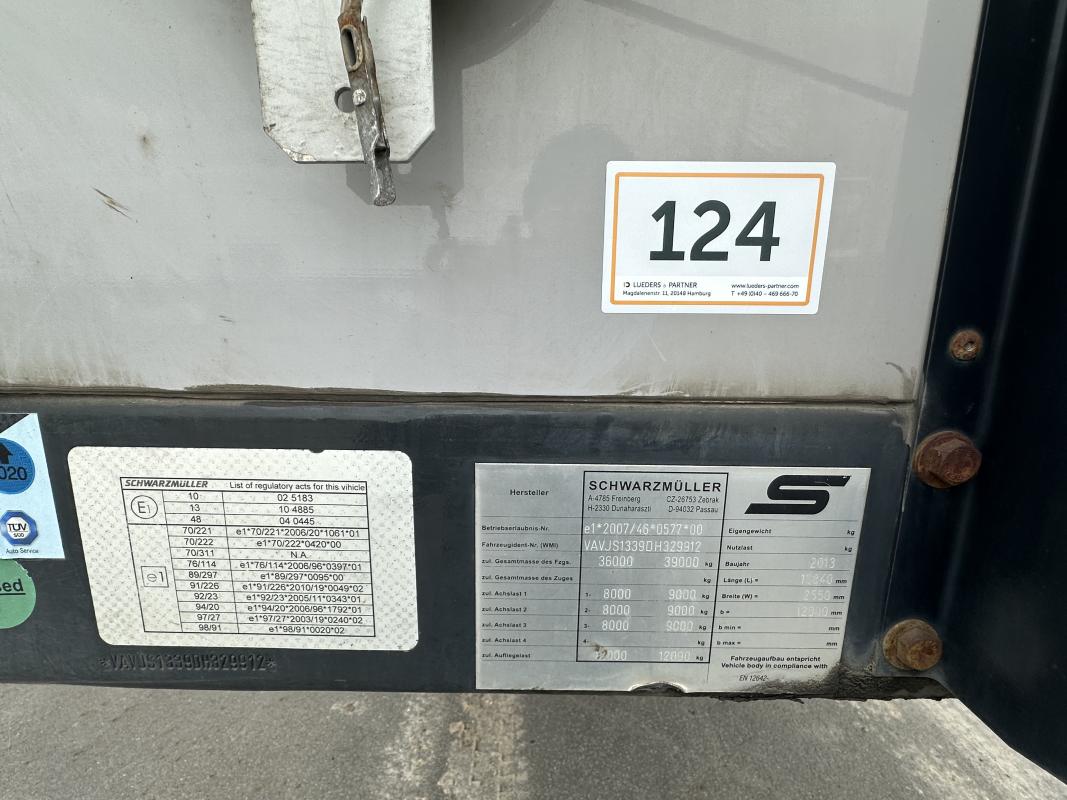 124
LUEDERS & PARTNER
Magdalenenstr. 11, 20148 Hamburg
www.lueders-partner.com
T +49 (0)40 – 469 666-70
020
TÜV
SÜD
Auto Service
SCHWARZMÜLLER List of regulatory acts for this vihicle
E1
10 02 5183
13 10 4885
48 04 0445
70/221 e1*70/221*2006/20*1061*01
70/222 e1*70/222*0420*00
70/311 N.A.
76/114 e1*76/114*2006/96*0397*01
e1
89/297 e1*89/297*0095*00
91/226 e1*91/226*2010/19*0049*02
92/23 e1*92/23*2005/11*0343*01
94/20 e1*94/20*2006/96*1792*01
97/27 e1*97/27*2003/19*0240*02
98/91 e1*98/91*0020*02
*VAVJS1339DH329912*
Hersteller
SCHWARZMÜLLER
A-4785 Freinberg CZ-26753 Zebrak
H-2330 Dunaharaszti D-94032 Passau
S
Betriebserlaubnis-Nr. e1*2007/46*0577*00
Fahrzeugident-Nr. (WMI) VAVJS1339DH329912
zul. Gesamtmasse des Fzgs. 36000 39000 kg
zul. Gesamtmasse des Zuges kg
zul. Achslast 1 1- 8000 9000 kg
zul. Achslast 2 2- 8000 9000 kg
zul. Achslast 3 3- 8000 9000 kg
zul. Achslast 4 4- kg
zul. Aufliegelast 12000 kg
Eigengewicht kg
Nutzlast kg
Baujahr 2013
Länge (L) = mm
Breite (W) = 2550 mm
b = mm
b min = mm
b max = mm
Fahrzeugaufbau entspricht
Vehicle body in compliance with
EN 12642-